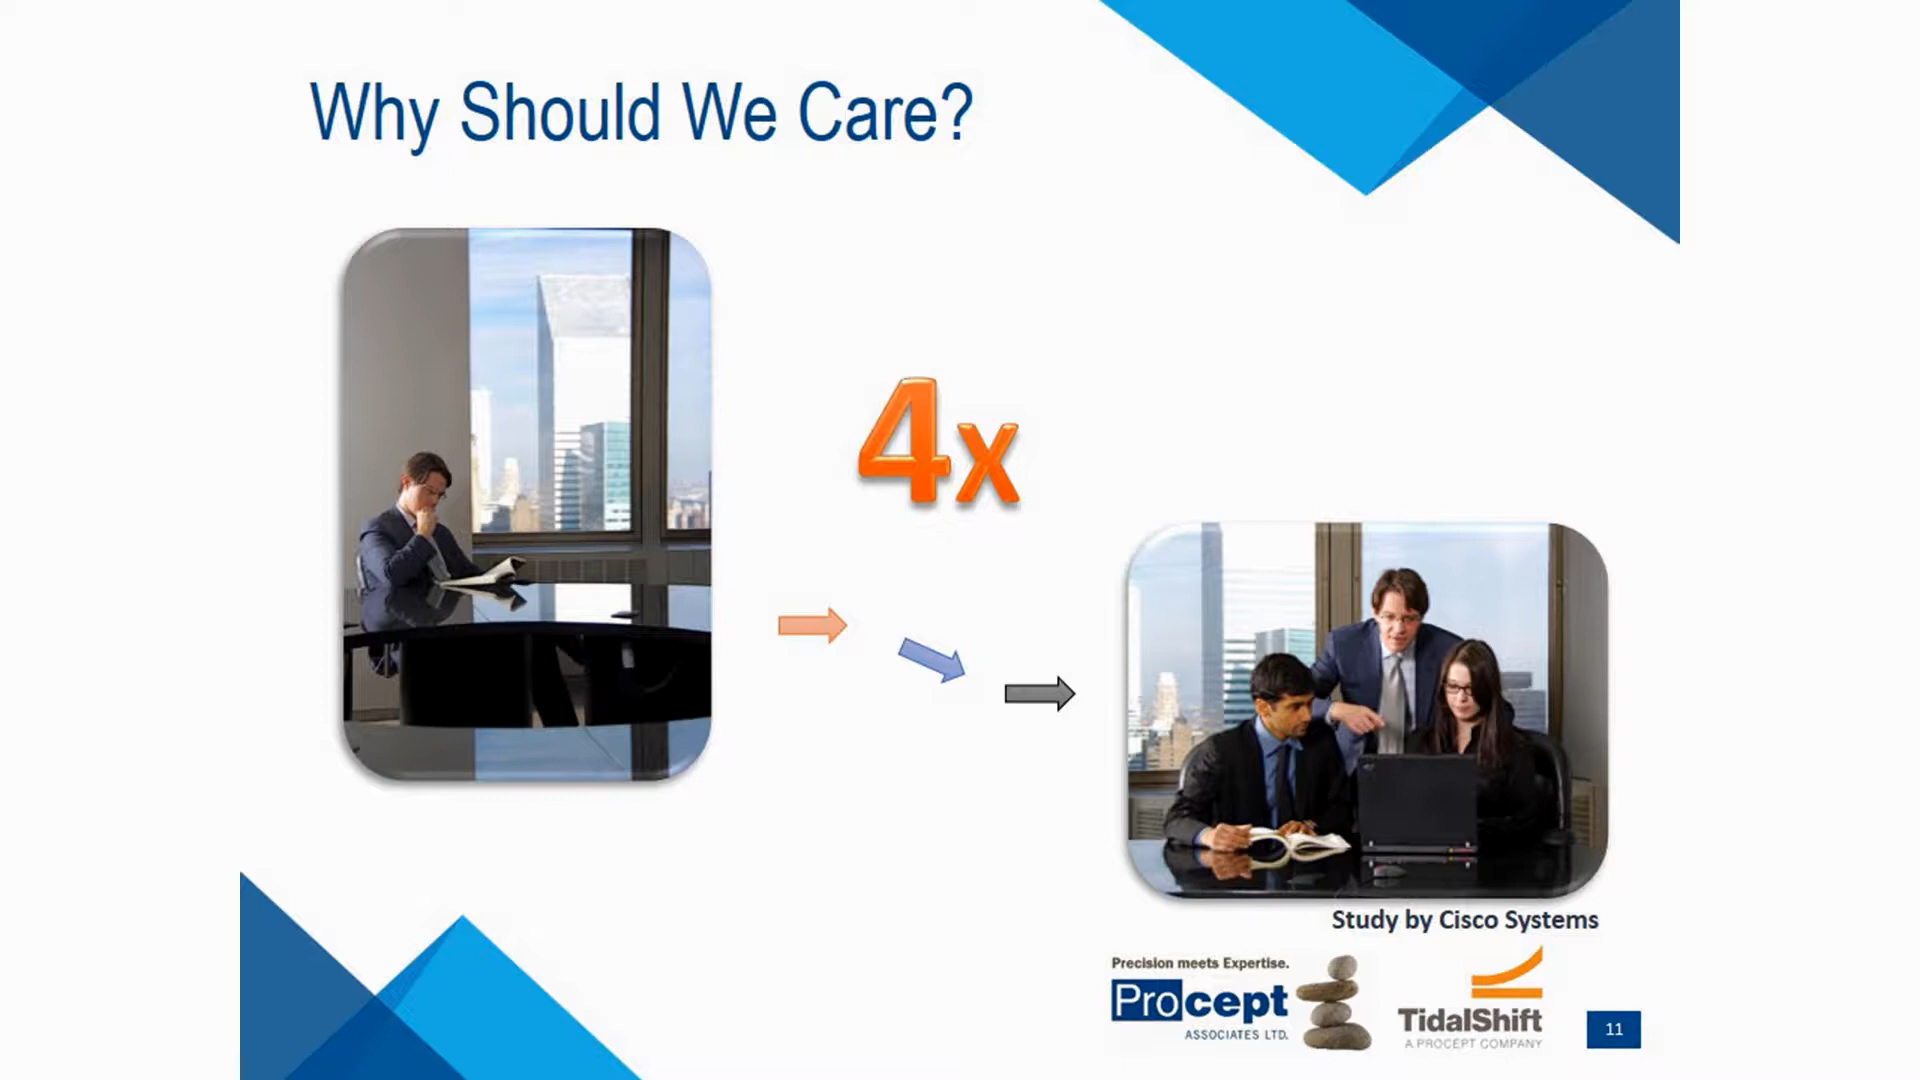 Why Should We Care?
4x
Study by Cisco Systems
Precision meets Expertise.
Procept
ASSOCIATES LTD.
TidalShift
A PROCEPT COMPANY
11